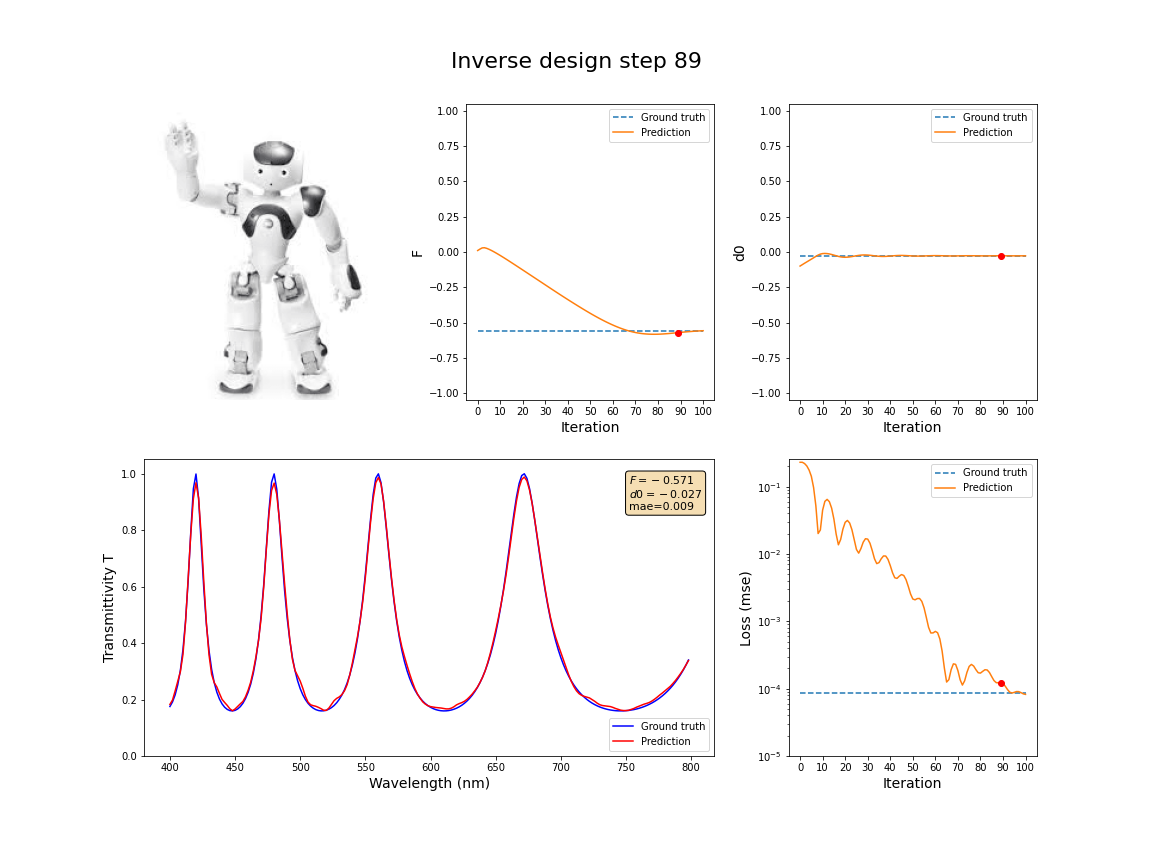 Inverse design step 89
1.00
0.75
0.50
0.25
0.00
−0.25
−0.50
−0.75
−1.00
F
0 10 20 30 40 50 60 70 80 90 100
Iteration
Ground truth
Prediction
1.00
0.75
0.50
0.25
0.00
−0.25
−0.50
−0.75
−1.00
d0
0 10 20 30 40 50 60 70 80 90 100
Iteration
Ground truth
Prediction
1.0
0.8
0.6
0.4
0.2
0.0
Transmittivity T
400 450 500 550 600 650 700 750 800
Wavelength (nm)
F = − 0.571
d0 = − 0.027
mae=0.009
Ground truth
Prediction
10⁻¹
10⁻²
10⁻³
10⁻⁴
10⁻⁵
Loss (mse)
0 10 20 30 40 50 60 70 80 90 100
Iteration
Ground truth
Prediction